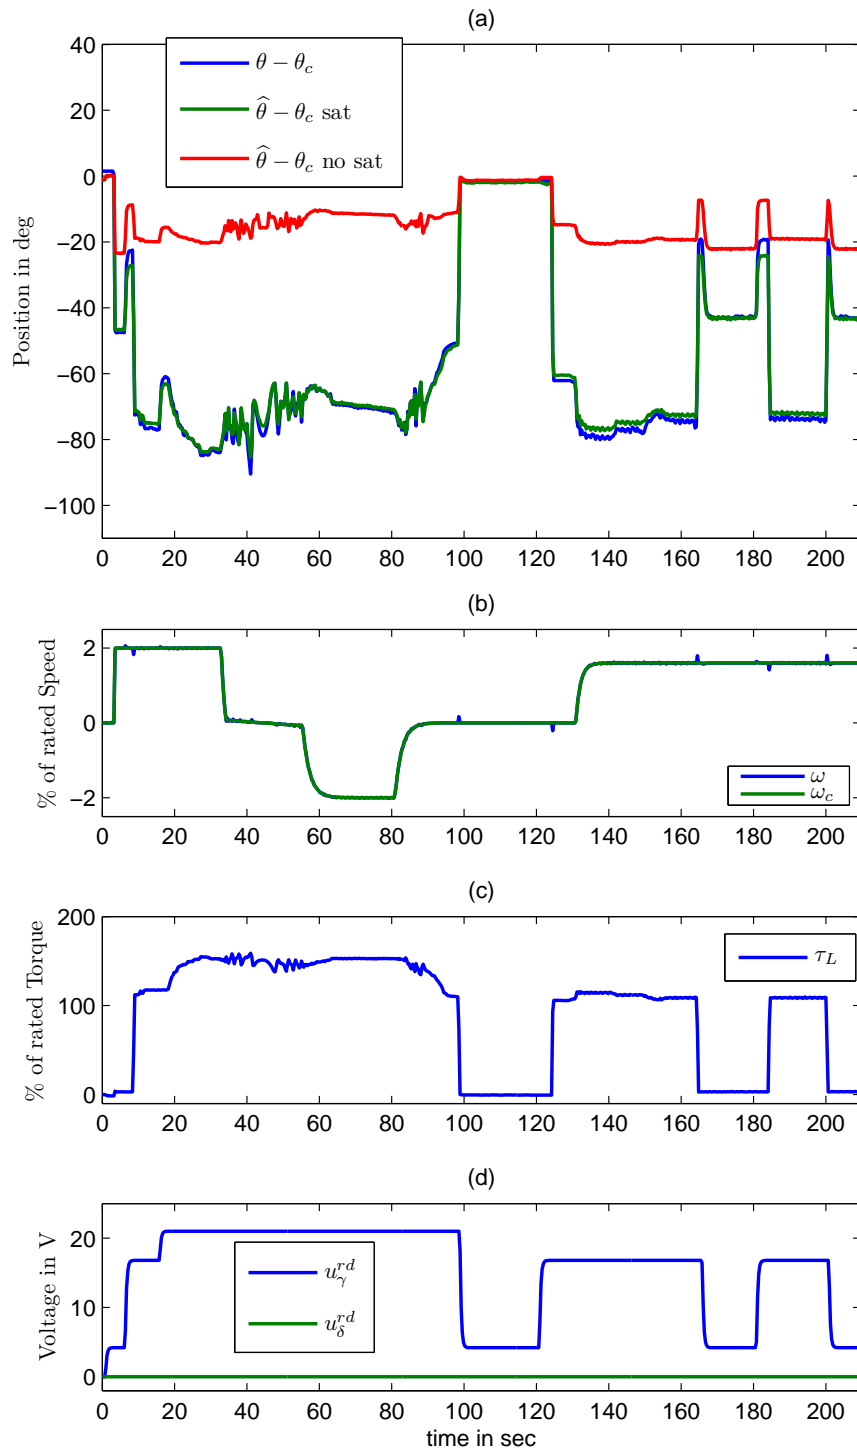 (a)
40
20
0
−20
−40
−60
−80
−100
Position in deg
θ − θ_c
θ̂ − θ_c sat
θ̂ − θ_c no sat
0 20 40 60 80 100 120 140 160 180 200
(b)
2
0
−2
% of rated Speed
ω
ω_c
0 20 40 60 80 100 120 140 160 180 200
(c)
200
100
0
% of rated Torque
τ_L
0 20 40 60 80 100 120 140 160 180 200
(d)
20
10
0
Voltage in V
u_γ^{rd}
u_δ^{rd}
0 20 40 60 80 100 120 140 160 180 200
time in sec